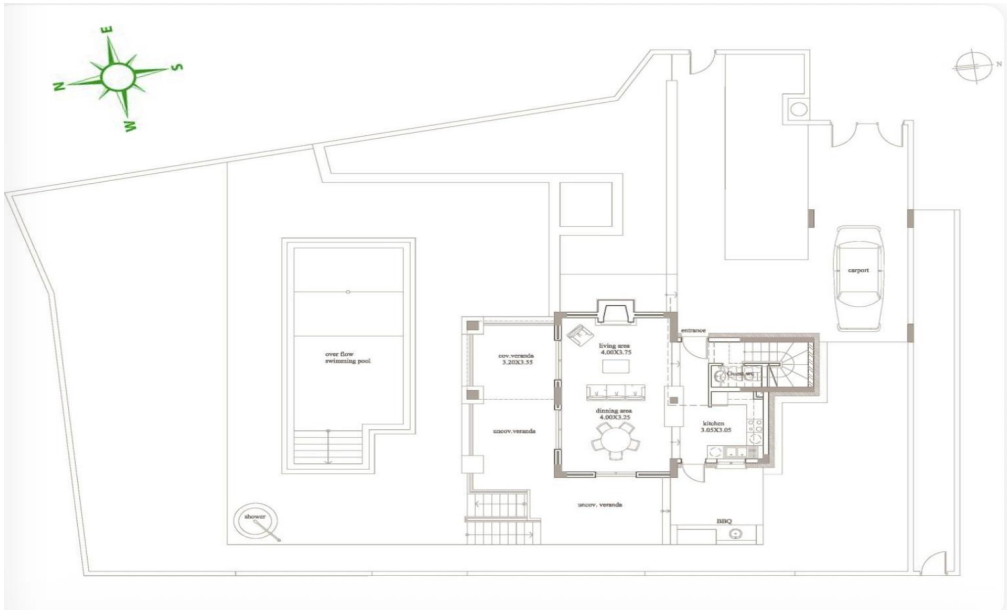 E
N
S
W
N
carport
entrance
living area
4.00X3.75
cov.veranda
3.20X3.55
over flow
swimming pool
dinning area
4.00X3.25
kitchen
3.05X3.05
uncov.veranda
uncov. veranda
shower
BBQ